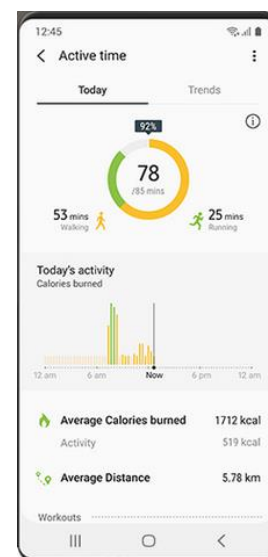 12:45
Active time
Today Trends
92%
78
/85 mins
53 mins
Walking
25 mins
Running
Today's activity
Calories burned
12 am 6 am Now 6 pm 12 am
Average Calories burned 1712 kcal
Activity 519 kcal
Average Distance 5.78 km
Workouts